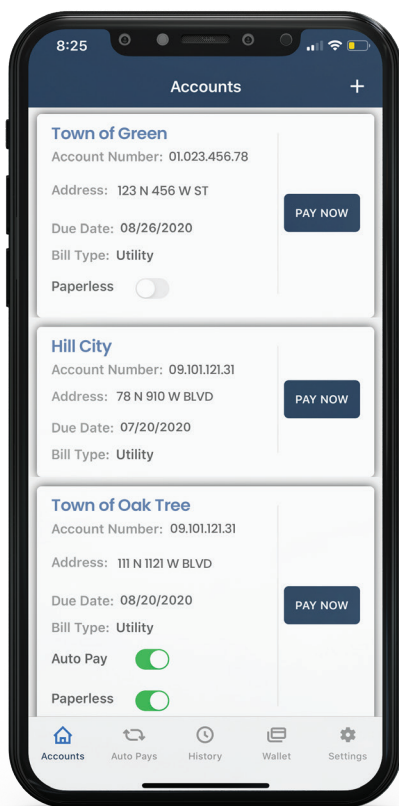 8:25
Accounts +
Town of Green
Account Number: 01.023.456.78
Address: 123 N 456 W ST
PAY NOW
Due Date: 08/26/2020
Bill Type: Utility
Paperless
Hill City
Account Number: 09.101.121.31
Address: 78 N 910 W BLVD
PAY NOW
Due Date: 07/20/2020
Bill Type: Utility
Town of Oak Tree
Account Number: 09.101.121.31
Address: 111 N 1121 W BLVD
Due Date: 08/20/2020
PAY NOW
Bill Type: Utility
Auto Pay
Paperless
Accounts Auto Pays History Wallet Settings